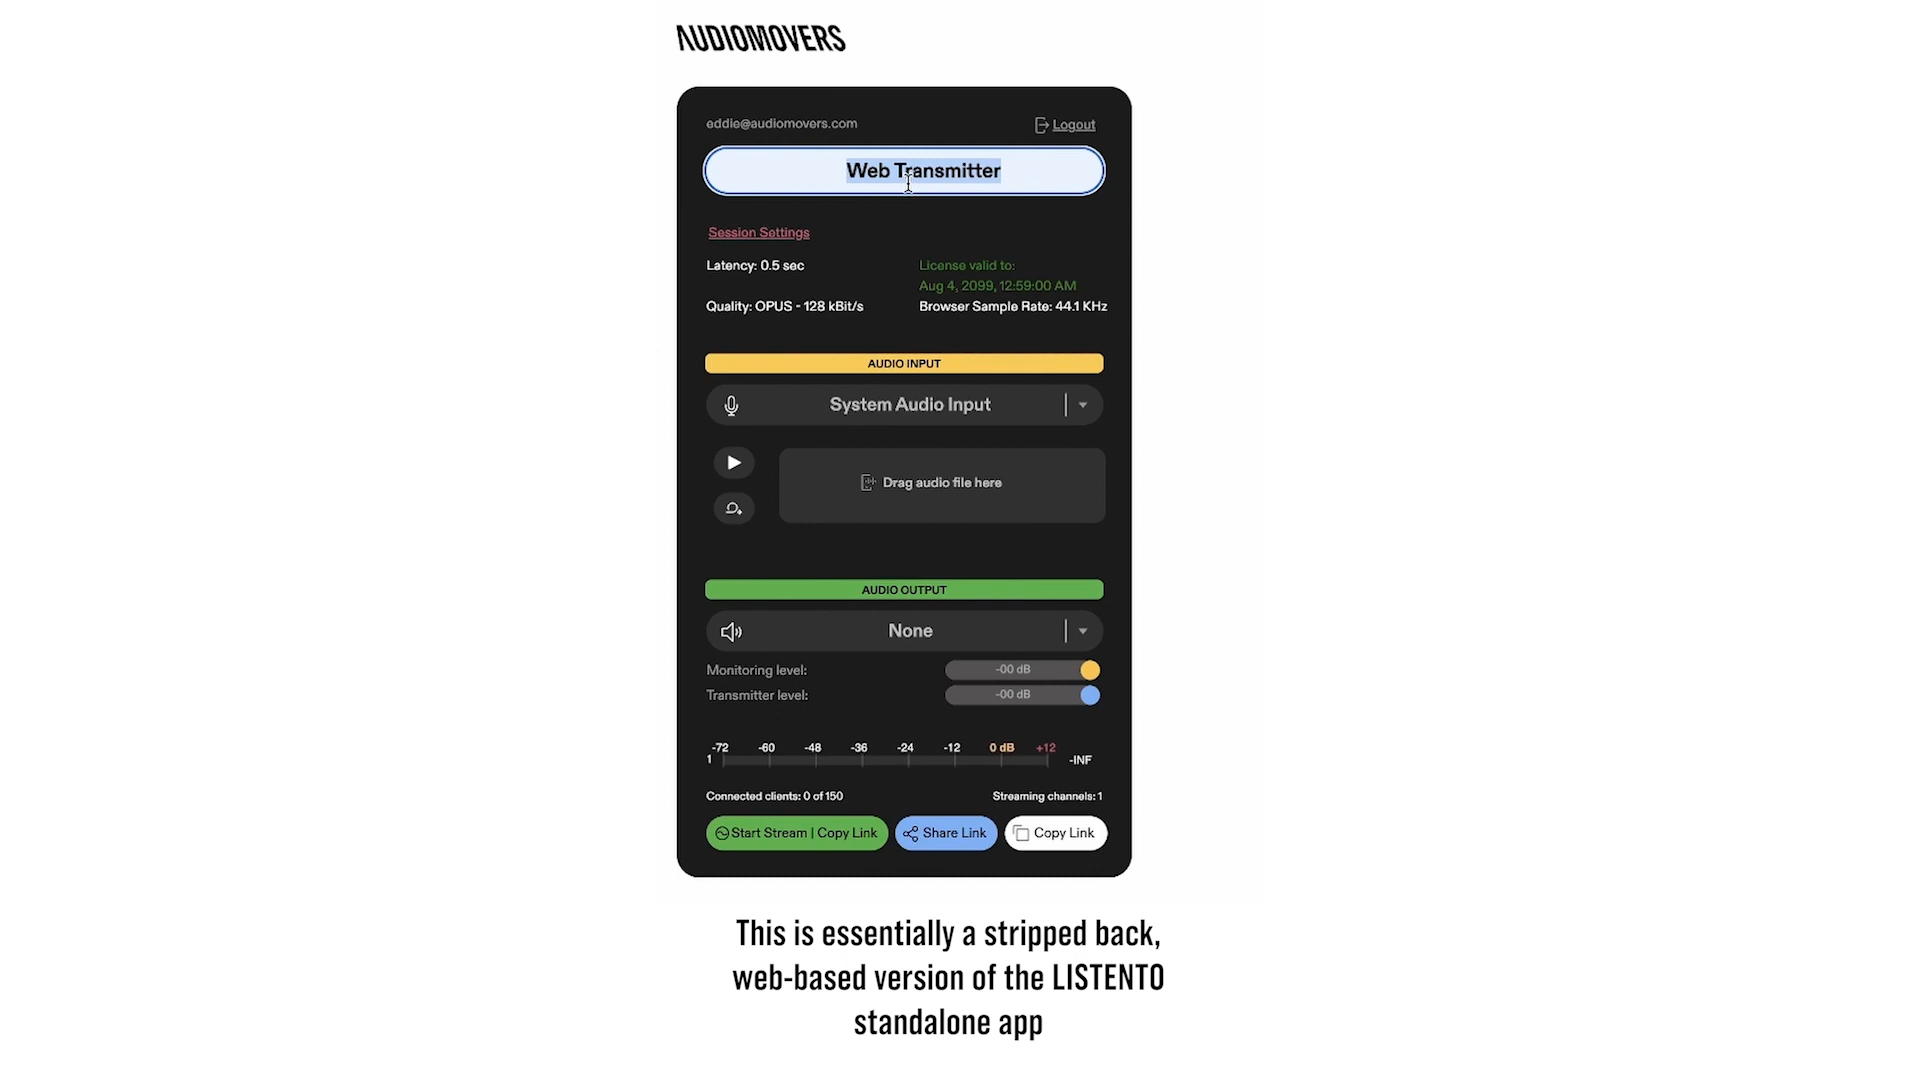 AUDIOMOVERS
eddie@audiomovers.com
Logout
Web Transmitter
Session Settings
Latency: 0.5 sec
License valid to:
Aug 4, 2099, 12:59:00 AM
Quality: OPUS - 128 kBit/s
Browser Sample Rate: 44.1 KHz
AUDIO INPUT
System Audio Input
Drag audio file here
AUDIO OUTPUT
None
Monitoring level:
-00 dB
Transmitter level:
-00 dB
-72 -60 -48 -36 -24 -12 0 dB +12
1
-INF
Connected clients: 0 of 150
Streaming channels: 1
Start Stream | Copy Link
Share Link
Copy Link
This is essentially a stripped back,
web-based version of the LISTENTO
standalone app